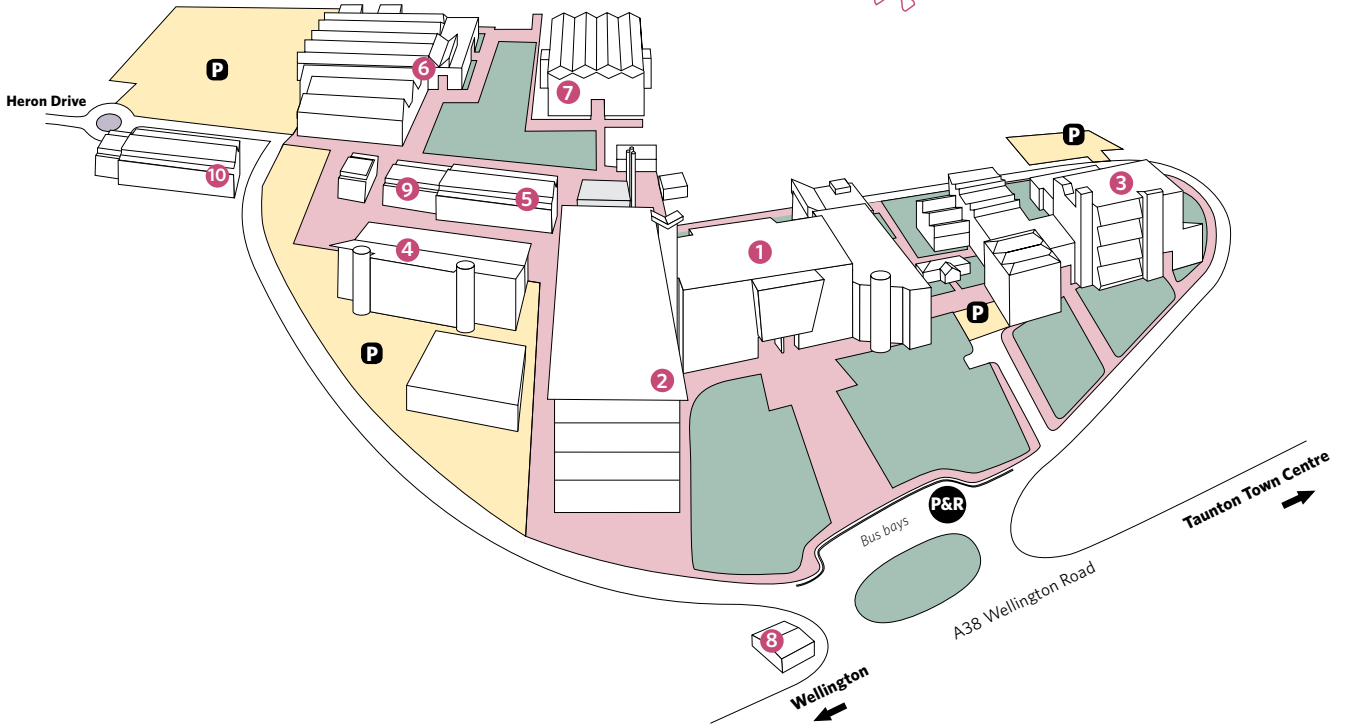 P
6
7
Heron Drive
P
10
9
5
3
4
1
P
P
2
P&R
Bus bays
Taunton Town Centre
A38 Wellington Road
8
Wellington